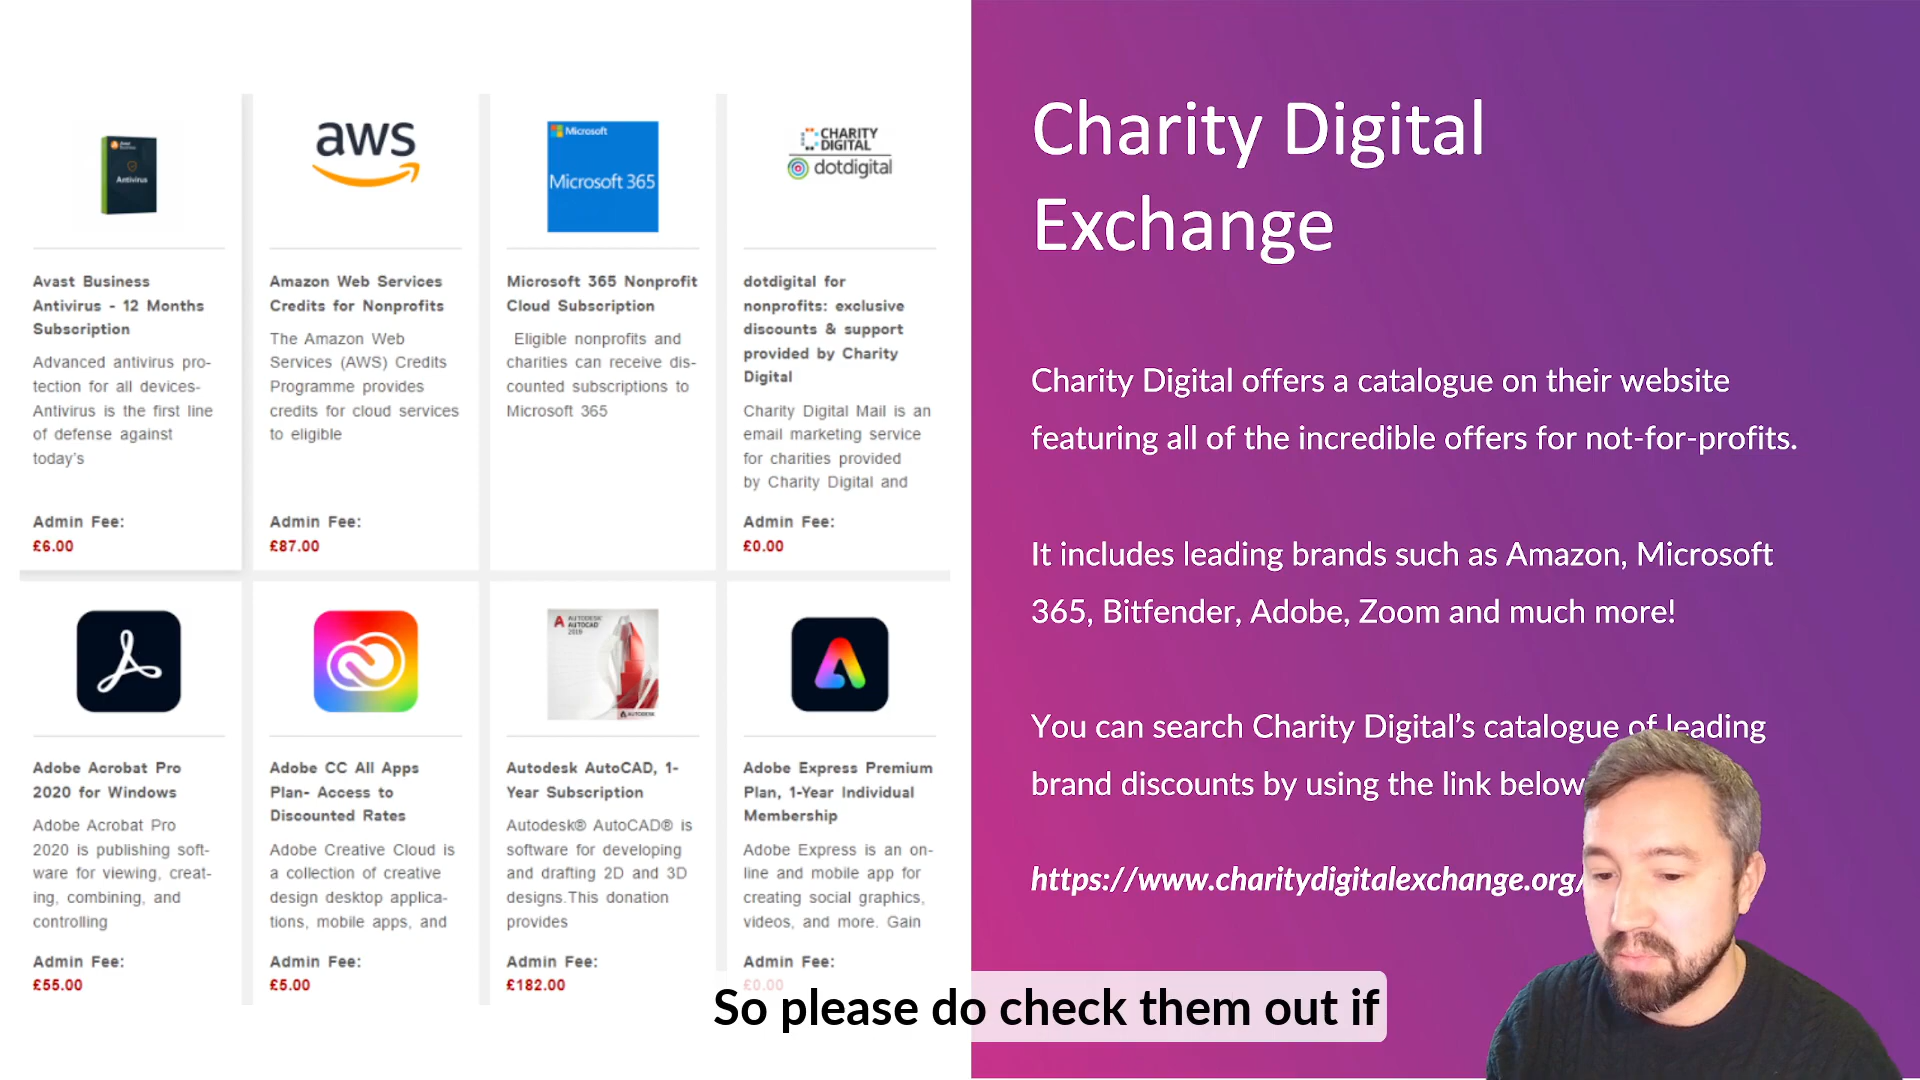 Avast Business
Antivirus
aws
Microsoft
Microsoft 365
CHARITY
DIGITAL
dotdigital
Avast Business
Antivirus - 12 Months
Subscription
Advanced antivirus pro-
tection for all devices-
Antivirus is the first line
of defense against
today's
Admin Fee:
£6.00
Amazon Web Services
Credits for Nonprofits
The Amazon Web
Services (AWS) Credits
Programme provides
credits for cloud services
to eligible
Admin Fee:
£87.00
Microsoft 365 Nonprofit
Cloud Subscription
Eligible nonprofits and
charities can receive dis-
counted subscriptions to
Microsoft 365
dotdigital for
nonprofits: exclusive
discounts & support
provided by Charity
Digital
Charity Digital Mail is an
email marketing service
for charities provided
by Charity Digital and
Admin Fee:
£0.00
AUTODESK
AUTOCAD
2019
AUTODESK
Adobe Acrobat Pro
2020 for Windows
Adobe Acrobat Pro
2020 is publishing soft-
ware for viewing, creat-
ing, combining, and
controlling
Admin Fee:
£55.00
Adobe CC All Apps
Plan- Access to
Discounted Rates
Adobe Creative Cloud is
a collection of creative
design desktop applica-
tions, mobile apps, and
Admin Fee:
£5.00
Autodesk AutoCAD, 1-
Year Subscription
Autodesk® AutoCAD® is
software for developing
and drafting 2D and 3D
designs.This donation
provides
Admin Fee:
£182.00
Adobe Express Premium
Plan, 1-Year Individual
Membership
Adobe Express is an on-
line and mobile app for
creating social graphics,
videos, and more. Gain
Admin Fee:
£0.00
Charity Digital
Exchange
Charity Digital offers a catalogue on their website
featuring all of the incredible offers for not-for-profits.
It includes leading brands such as Amazon, Microsoft
365, Bitfender, Adobe, Zoom and much more!
You can search Charity Digital's catalogue of leading
brand discounts by using the link below
https://www.charitydigitalexchange.org/
So please do check them out if